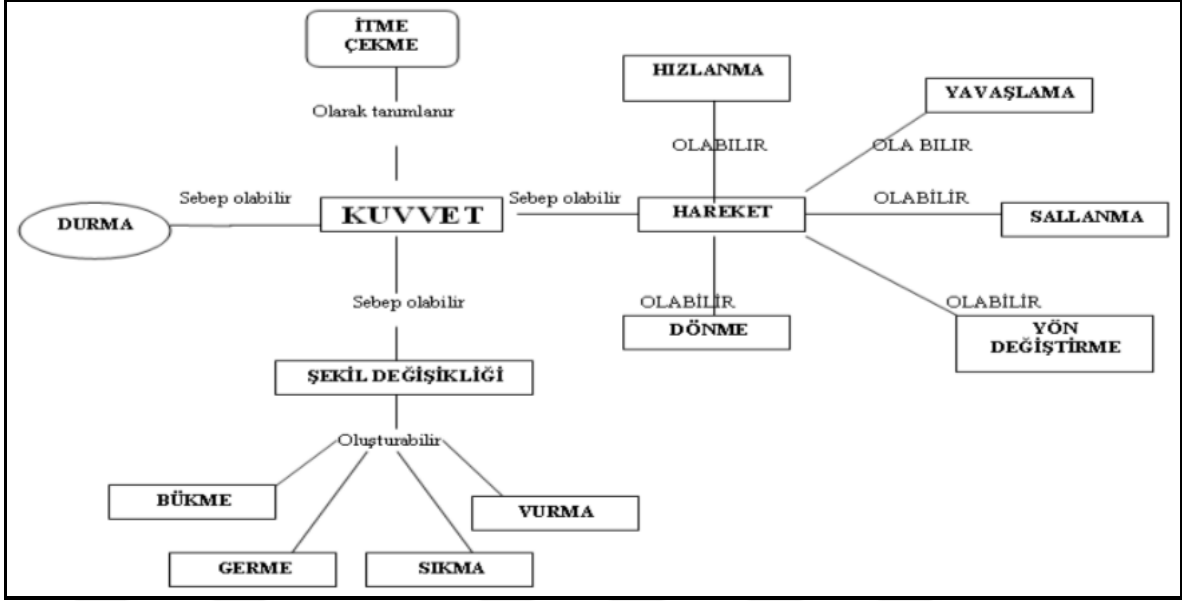 İTME
ÇEKME
HIZLANMA
YAVAŞLAMA
Olarak tanımlanır
OLABILIR
OLA BILIR
Sebep olabilir
KUVVET
Sebep olabilir
HAREKET
OLABİLİR
DURMA
SALLANMA
Sebep olabilir
OLABİLİR
OLABİLİR
DÖNME
YÖN
DEĞİŞTİRME
ŞEKİL DEĞİŞİKLİĞİ
Oluşturabilir
BÜKME
VURMA
GERME
SIKMA